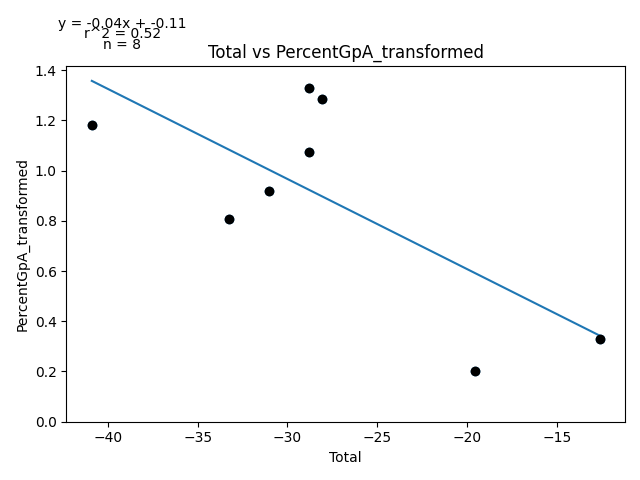 y = -0.04x + -0.11
r^2 = 0.52
n = 8
Total vs PercentGpA_transformed
1.4
1.2
1.0
0.8
0.6
0.4
0.2
0.0
PercentGpA_transformed
−40
−35
−30
−25
−20
−15
Total